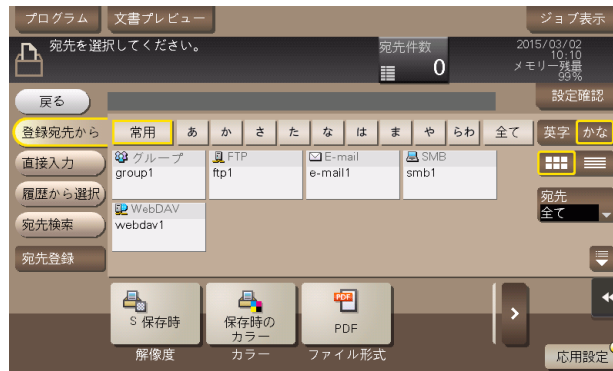 プログラム
文書プレビュー
ジョブ表示
宛先を選択してください。
宛先件数
0
2015/03/02
10:10
メモリー残量
99%
戻る
設定確認
登録宛先から
常用
あ
か
さ
た
な
は
ま
や
らわ
全て
英字
かな
直接入力
グループ
group1
FTP
ftp1
E-mail
e-mail1
SMB
smb1
履歴から選択
WebDAV
webdav1
宛先
全て
宛先検索
宛先登録
S 保存時
保存時の
カラー
PDF
PDF
解像度
カラー
ファイル形式
応用設定